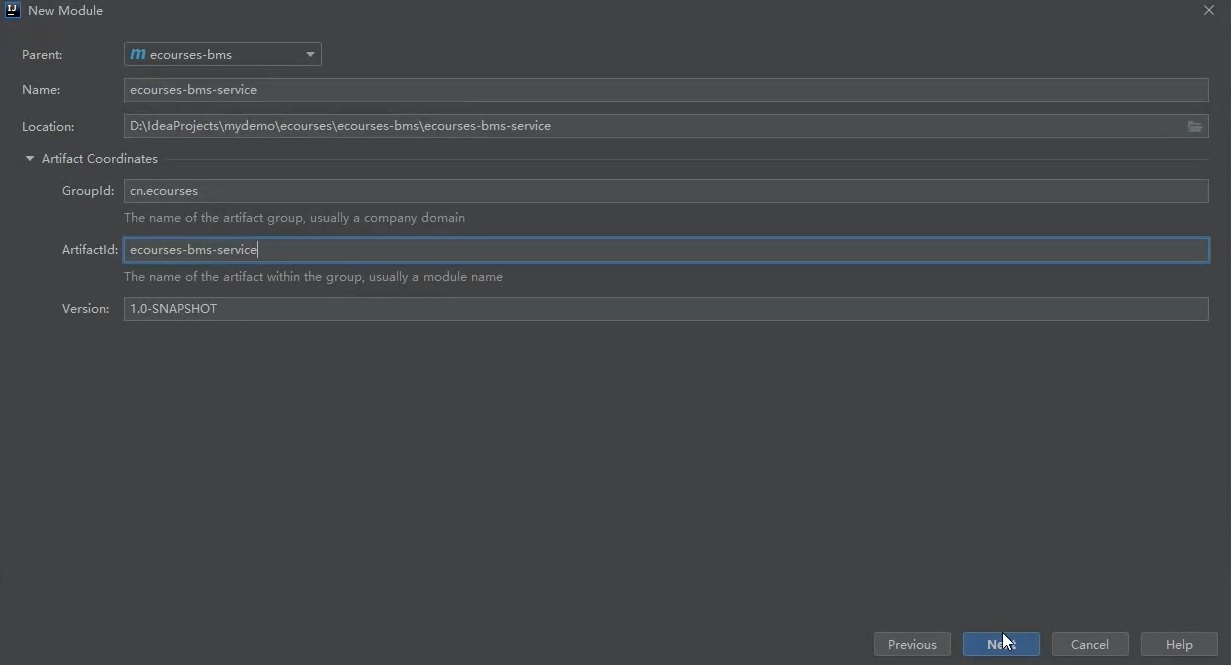 New Module
Parent: m ecourses-bms
Name: ecourses-bms-service
Location: D:\IdeaProjects\mydemo\ecourses\ecourses-bms\ecourses-bms-service
Artifact Coordinates
GroupId: cn.ecourses
The name of the artifact group, usually a company domain
ArtifactId: ecourses-bms-service
The name of the artifact within the group, usually a module name
Version: 1.0-SNAPSHOT
Previous Next Cancel Help